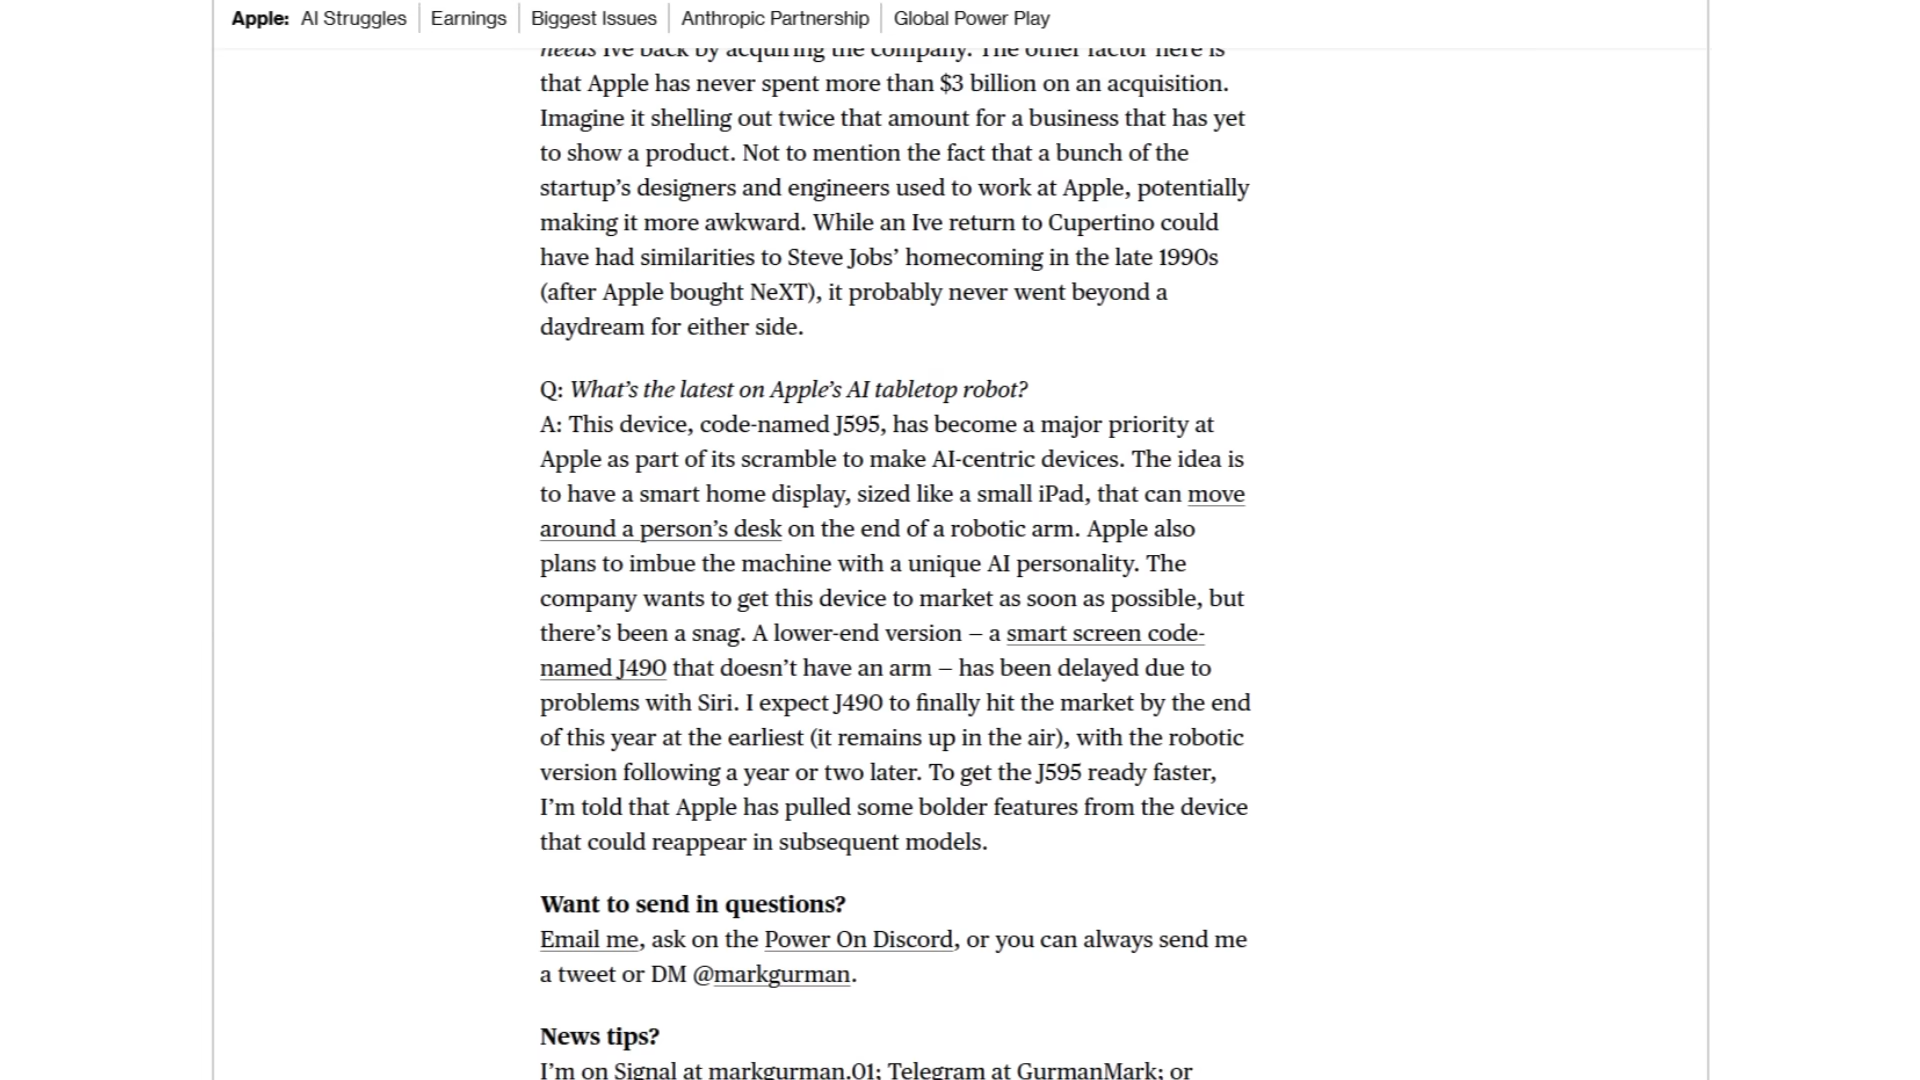 Apple: AI Struggles Earnings Biggest Issues Anthropic Partnership Global Power Play
needs Ive back by acquiring the company. The other factor here is
that Apple has never spent more than $3 billion on an acquisition.
Imagine it shelling out twice that amount for a business that has yet
to show a product. Not to mention the fact that a bunch of the
startup’s designers and engineers used to work at Apple, potentially
making it more awkward. While an Ive return to Cupertino could
have had similarities to Steve Jobs’ homecoming in the late 1990s
(after Apple bought NeXT), it probably never went beyond a
daydream for either side.
Q: What’s the latest on Apple’s AI tabletop robot?
A: This device, code-named J595, has become a major priority at
Apple as part of its scramble to make AI-centric devices. The idea is
to have a smart home display, sized like a small iPad, that can move
around a person’s desk on the end of a robotic arm. Apple also
plans to imbue the machine with a unique AI personality. The
company wants to get this device to market as soon as possible, but
there’s been a snag. A lower-end version – a smart screen code-
named J490 that doesn’t have an arm – has been delayed due to
problems with Siri. I expect J490 to finally hit the market by the end
of this year at the earliest (it remains up in the air), with the robotic
version following a year or two later. To get the J595 ready faster,
I’m told that Apple has pulled some bolder features from the device
that could reappear in subsequent models.
Want to send in questions?
Email me, ask on the Power On Discord, or you can always send me
a tweet or DM @markgurman.
News tips?
I’m on Signal at markgurman.01; Telegram at GurmanMark; or